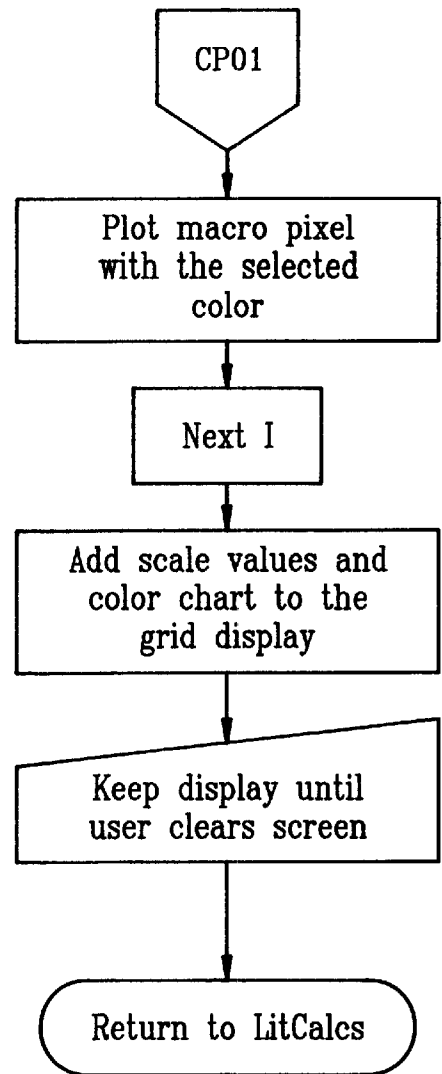 CP01
Plot macro pixel
with the selected
color
Next I
Add scale values and
color chart to the
grid display
Keep display until
user clears screen
Return to LitCalcs